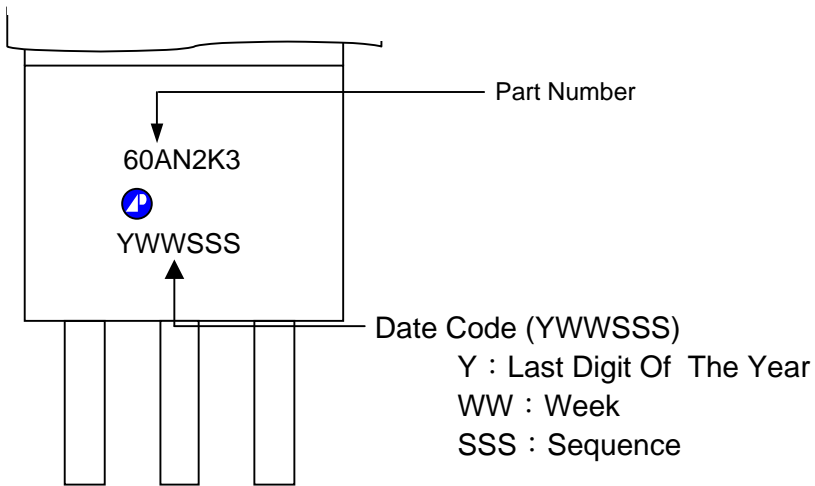 Part Number
60AN2K3
YWWSSS
Date Code (YWWSSS)
Y：Last Digit Of The Year
WW：Week
SSS：Sequence